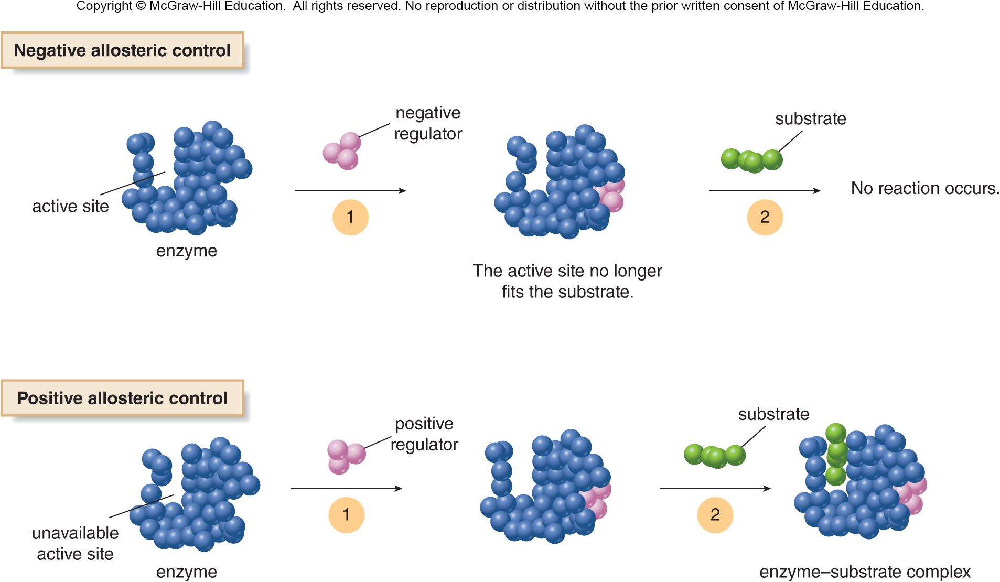 Copyright © McGraw-Hill Education.  All rights reserved. No reproduction or distribution without the prior written consent of McGraw-Hill Education.
Negative allosteric control
negative
regulator
substrate
active site
1
2
No reaction occurs.
enzyme
The active site no longer
fits the substrate.
Positive allosteric control
positive
regulator
substrate
unavailable
active site
1
2
enzyme
enzyme–substrate complex